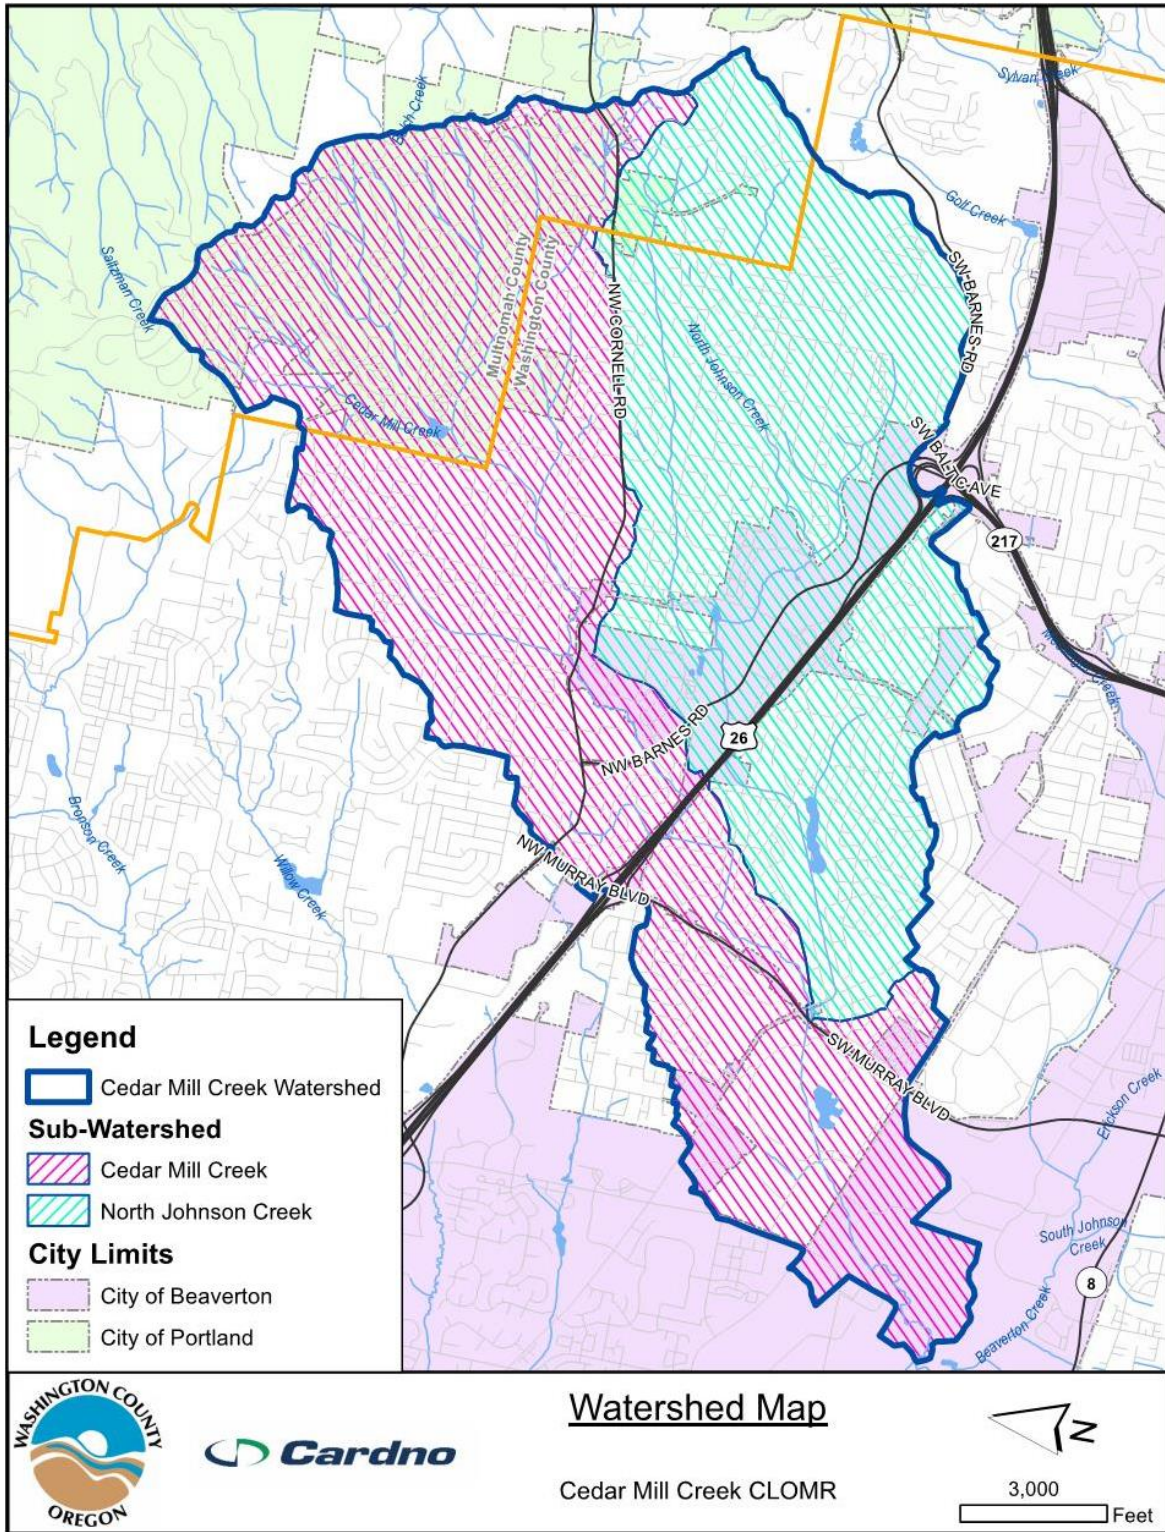 Sylvan Creek
Balch Creek
Golf Creek
Saltzman Creek
Multnomah County
Washington County
NW CORNELL RD
SW BARNES RD
North Johnson Creek
Cedar Mill Creek
SW BALTIC AVE
217
26
NW BARNES RD
Bronson Creek
Willow Creek
NW MURRAY BLVD
SW MURRAY BLVD
Erickson Creek
South Johnson
Creek
8
Beaverton Creek
Legend
Cedar Mill Creek Watershed
Sub-Watershed
Cedar Mill Creek
North Johnson Creek
City Limits
City of Beaverton
City of Portland
WASHINGTON COUNTY
OREGON
Cardno
Watershed Map
Cedar Mill Creek CLOMR
N
3,000
Feet